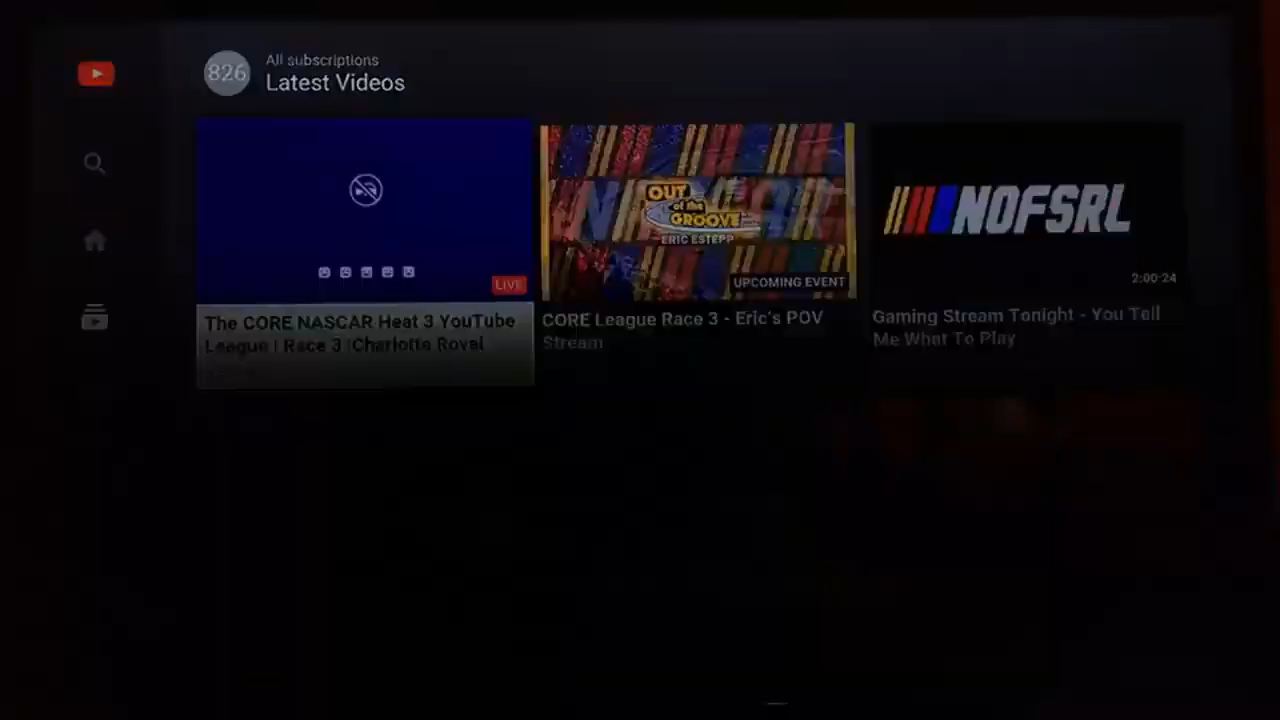 826
All subscriptions
Latest Videos
LIVE
The CORE NASCAR Heat 3 YouTube
League | Race 3 |Charlotte Roval
NASCAR
OUT
of the
GROOVE
ERIC ESTEPP
UPCOMING EVENT
CORE League Race 3 - Eric's POV
Stream
NOFSRL
2:00:24
Gaming Stream Tonight - You Tell
Me What To Play